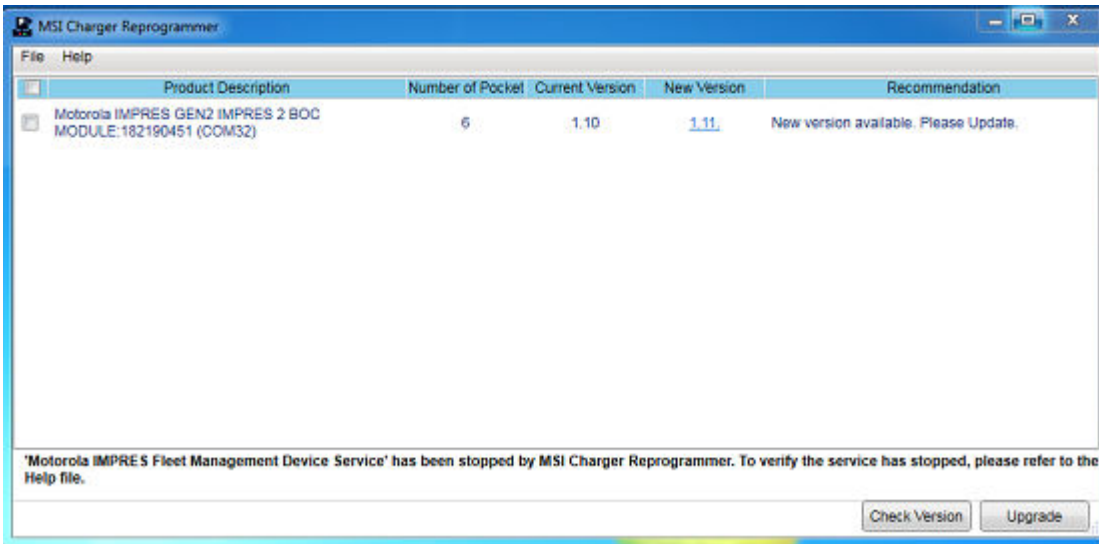 MSI Charger Reprogrammer
File Help
Product Description Number of Pocket Current Version New Version Recommendation
Motorola IMPRES GEN2 IMPRES 2 BOC
MODULE:182190451 (COM32) 6 1.10 1.11. New version available. Please Update.
'Motorola IMPRES Fleet Management Device Service' has been stopped by MSI Charger Reprogrammer. To verify the service has stopped, please refer to the
Help file.
Check Version Upgrade